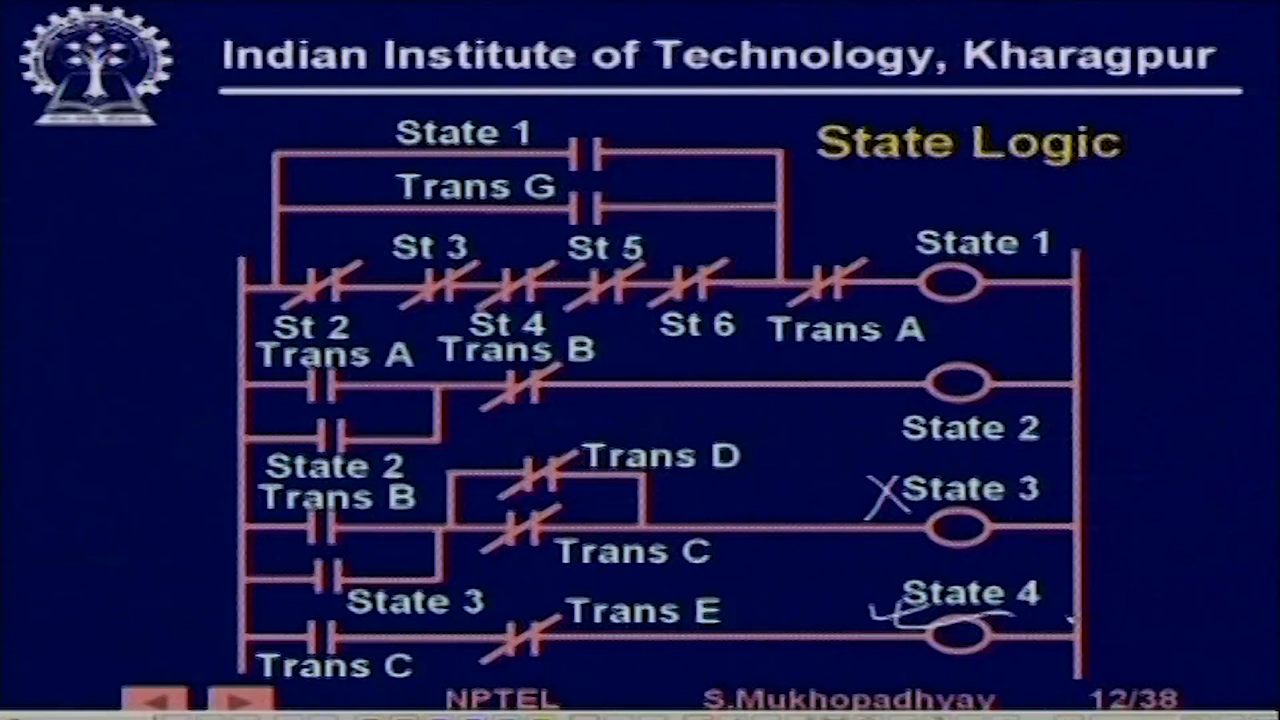 Indian Institute of Technology, Kharagpur
State Logic
State 1
Trans G
St 3
St 5
State 1
St 2
St 4
St 6
Trans A
Trans A
Trans B
State 2
State 2
Trans D
Trans B
State 3
Trans C
State 3
State 4
Trans E
Trans C
NPTEL
S.Mukhopadhyay
12/38